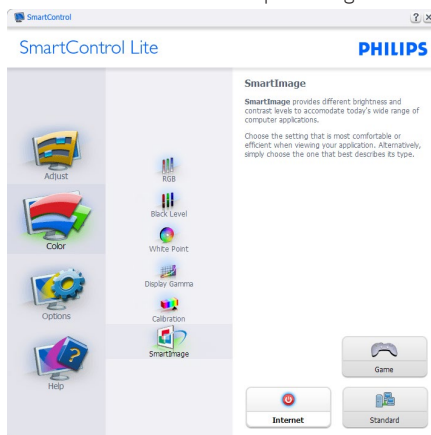 SmartControl
SmartControl Lite
PHILIPS
Adjust
Color
Options
Help
RGB
Black Level
White Point
Display Gamma
Calibration
SmartImage
SmartImage
SmartImage provides different brightness and
contrast levels to accomodate today's wide range of
computer applications.
Choose the setting that is most comfortable or
efficient when viewing your application. Alternatively,
simply choose the one that best describes its type.
Game
Internet
Standard